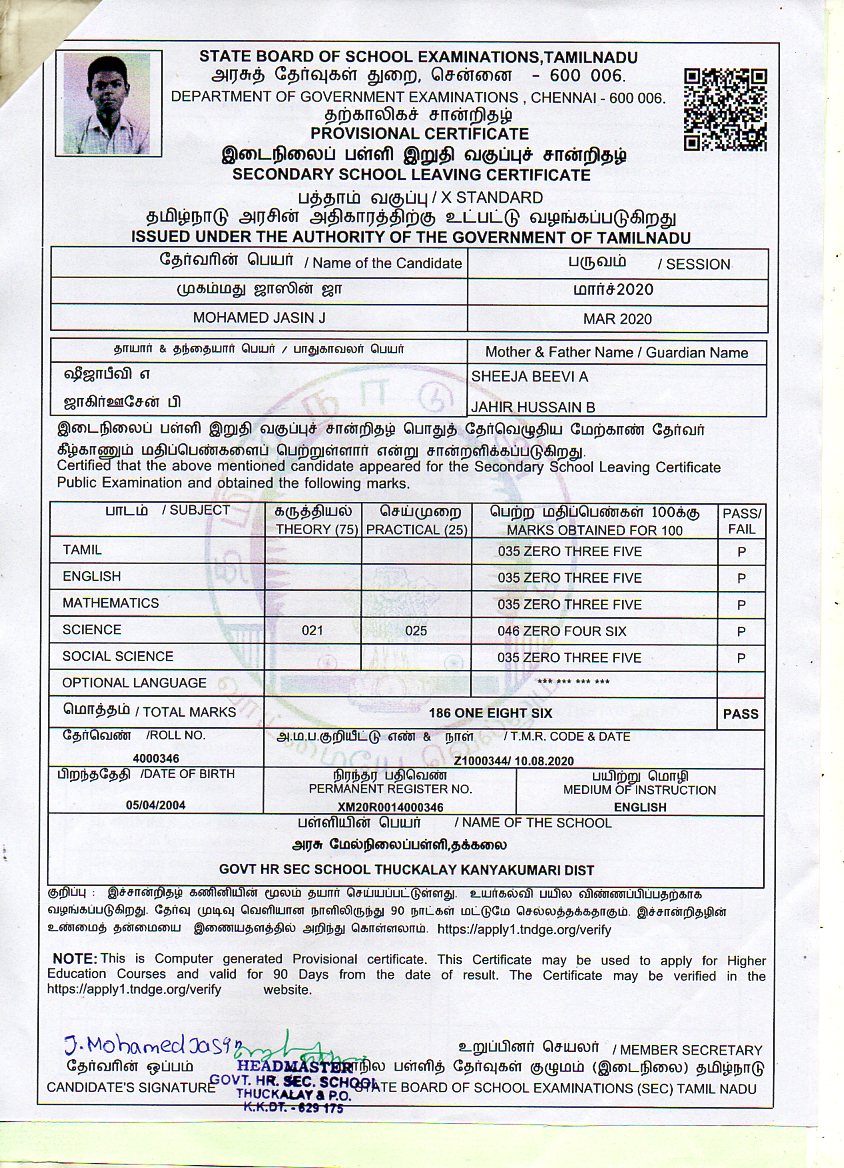 STATE BOARD OF SCHOOL EXAMINATIONS,TAMILNADU
அரசுத் தேர்வுகள் துறை, சென்னை - 600 006.
DEPARTMENT OF GOVERNMENT EXAMINATIONS , CHENNAI - 600 006.
தற்காலிகச் சான்றிதழ்
PROVISIONAL CERTIFICATE
இடைநிலைப் பள்ளி இறுதி வகுப்புச் சான்றிதழ்
SECONDARY SCHOOL LEAVING CERTIFICATE
பத்தாம் வகுப்பு / X STANDARD
தமிழ்நாடு அரசின் அதிகாரத்திற்கு உட்பட்டு வழங்கப்படுகிறது
ISSUED UNDER THE AUTHORITY OF THE GOVERNMENT OF TAMILNADU
தேர்வரின் பெயர் / Name of the Candidate பருவம் / SESSION
முகம்மது ஜாஸின் ஜா மார்ச்2020
MOHAMED JASIN J MAR 2020
தாயார் & தந்தையார் பெயர் / பாதுகாவலர் பெயர் Mother & Father Name / Guardian Name
ஷீஜாபீவி எ SHEEJA BEEVI A
ஜாகிர்ஊசேன் பி JAHIR HUSSAIN B
இடைநிலைப் பள்ளி இறுதி வகுப்புச் சான்றிதழ் பொதுத் தேர்வெழுதிய மேற்காண் தேர்வர்
கீழ்காணும் மதிப்பெண்களைப் பெற்றுள்ளார் என்று சான்றளிக்கப்படுகிறது.
Certified that the above mentioned candidate appeared for the Secondary School Leaving Certificate
Public Examination and obtained the following marks.
பாடம் / SUBJECT கருத்தியல் செய்முறை பெற்ற மதிப்பெண்கள் 100க்கு PASS/
THEORY (75) PRACTICAL (25) MARKS OBTAINED FOR 100 FAIL
TAMIL 035 ZERO THREE FIVE P
ENGLISH 035 ZERO THREE FIVE P
MATHEMATICS 035 ZERO THREE FIVE P
SCIENCE 021 025 046 ZERO FOUR SIX P
SOCIAL SCIENCE 035 ZERO THREE FIVE P
OPTIONAL LANGUAGE *** *** *** ***
மொத்தம் / TOTAL MARKS 186 ONE EIGHT SIX PASS
தேர்வெண் /ROLL NO. அ.ம.ப.குறியீட்டு எண் & நாள் / T.M.R. CODE & DATE
4000346 Z1000344/ 10.08.2020
பிறந்ததேதி /DATE OF BIRTH நிரந்தர பதிவெண் பயிற்று மொழி
PERMANENT REGISTER NO. MEDIUM OF INSTRUCTION
05/04/2004 XM20R0014000346 ENGLISH
பள்ளியின் பெயர் / NAME OF THE SCHOOL
அரசு மேல்நிலைப்பள்ளி,தக்கலை
GOVT HR SEC SCHOOL THUCKALAY KANYAKUMARI DIST
குறிப்பு : இச்சான்றிதழ் கணினியின் மூலம் தயார் செய்யப்பட்டுள்ளது. உயர்கல்வி பயில விண்ணப்பிப்பதற்காக
வழங்கப்படுகிறது. தேர்வு முடிவு வெளியான நாளிலிருந்து 90 நாட்கள் மட்டுமே செல்லத்தக்கதாகும். இச்சான்றிதழின்
உண்மைத் தன்மையை இணையதளத்தில் அறிந்து கொள்ளலாம். https://apply1.tndge.org/verify
NOTE: This is Computer generated Provisional certificate. This Certificate may be used to apply for Higher
Education Courses and valid for 90 Days from the date of result. The Certificate may be verified in the
https://apply1.tndge.org/verify website.
J. Mohamed Jasin
உறுப்பினர் செயலர் / MEMBER SECRETARY
தேர்வரின் ஒப்பம் HEADMASTER மாநில பள்ளித் தேர்வுகள் குழுமம் (இடைநிலை) தமிழ்நாடு
CANDIDATE'S SIGNATURE GOVT. HR. SEC. SCHOOL STATE BOARD OF SCHOOL EXAMINATIONS (SEC) TAMIL NADU
THUCKALAY & P.O.
K.K.DT. - 629 175